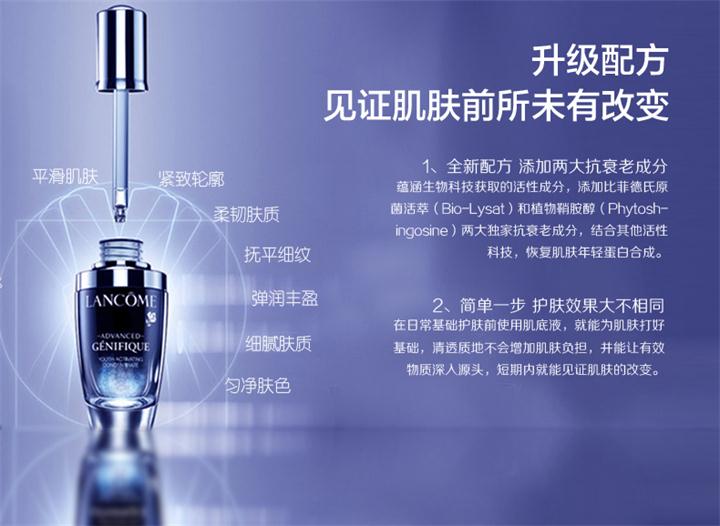 升级配方
见证肌肤前所未有改变
1、全新配方 添加两大抗衰老成分
蕴涵生物科技获取的活性成分，添加比菲德氏原
菌活萃（Bio-Lysat）和植物鞘胺醇（Phytosh-
ingosine）两大独家抗衰老成分，结合其他活性
科技，恢复肌肤年轻蛋白合成。
2、简单一步 护肤效果大不相同
在日常基础护肤前使用肌底液，就能为肌肤打好
基础，清透质地不会增加肌肤负担，并能让有效
物质深入源头，短期内就能见证肌肤的改变。
平滑肌肤
紧致轮廓
柔韧肤质
抚平细纹
弹润丰盈
细腻肤质
匀净肤色
LANCÔME
-ADVANCED-
GÉNIFIQUE
YOUTH ACTIVATING
CONCENTRATE